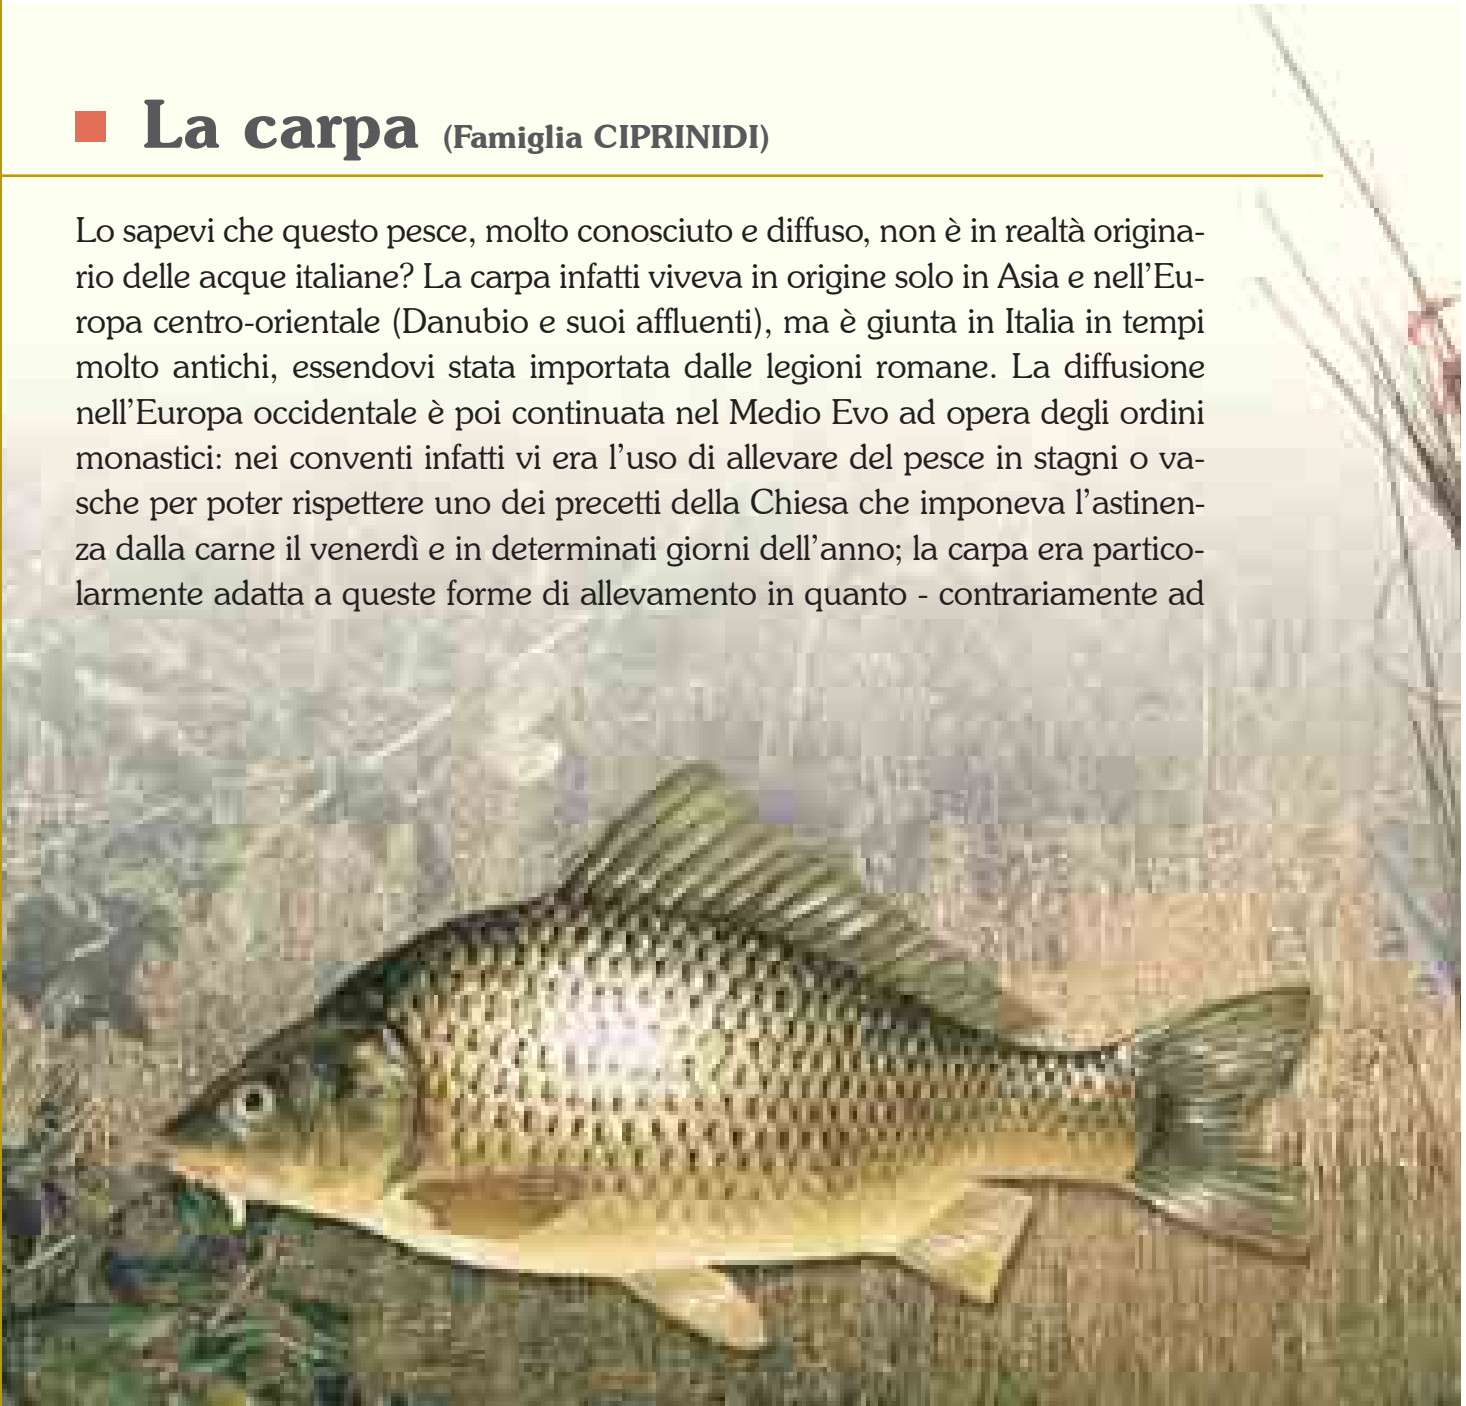 La carpa (Famiglia CIPRINIDI)
Lo sapevi che questo pesce, molto conosciuto e diffuso, non è in realtà origina-
rio delle acque italiane? La carpa infatti viveva in origine solo in Asia e nell'Eu-
ropa centro-orientale (Danubio e suoi affluenti), ma è giunta in Italia in tempi
molto antichi, essendovi stata importata dalle legioni romane. La diffusione
nell'Europa occidentale è poi continuata nel Medio Evo ad opera degli ordini
monastici: nei conventi infatti vi era l'uso di allevare del pesce in stagni o va-
sche per poter rispettere uno dei precetti della Chiesa che imponeva l'astinen-
za dalla carne il venerdì e in determinati giorni dell'anno; la carpa era partico-
larmente adatta a queste forme di allevamento in quanto - contrariamente ad